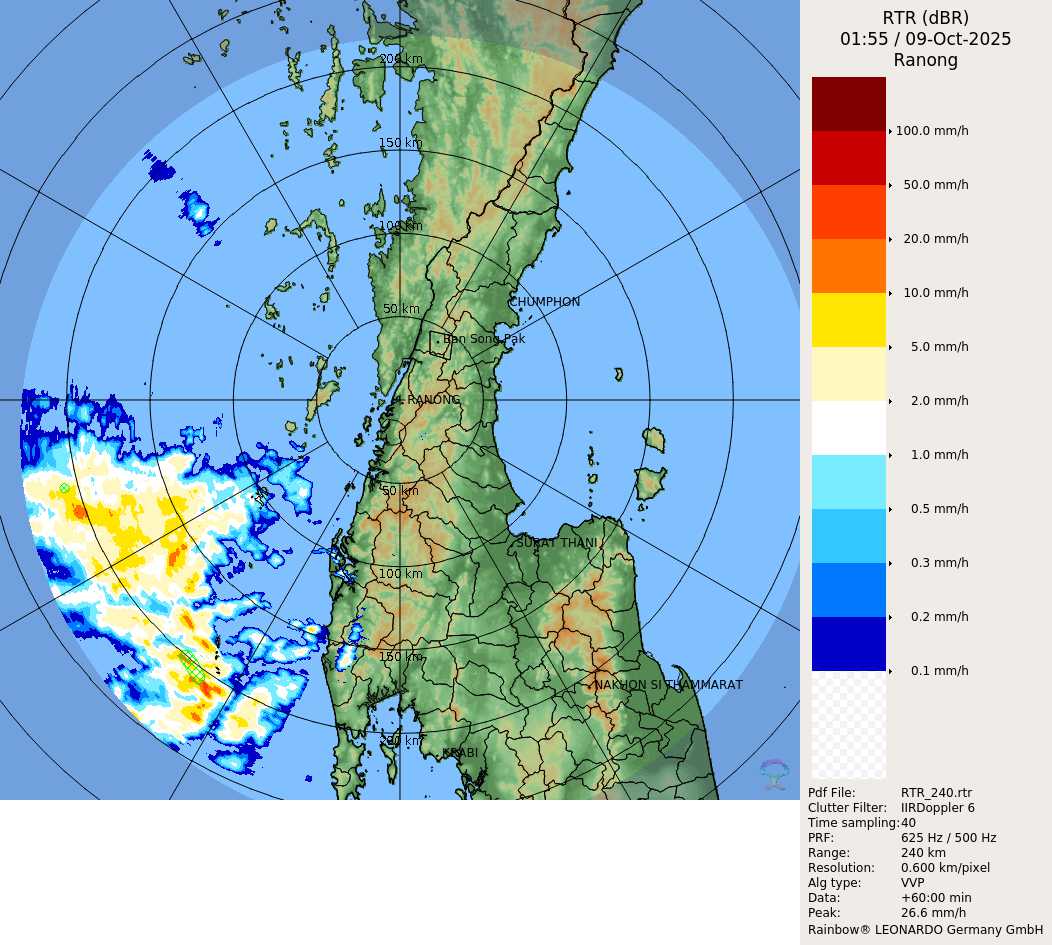 200 km
150 km
100 km
50 km
CHUMPHON
Ban Song Pak
RANONG
50 km
SURAT THANI
100 km
150 km
NAKHON SI THAMMARAT
200 km
KRABI
RTR (dBR)
01:55 / 09-Oct-2025
Ranong
100.0 mm/h
50.0 mm/h
20.0 mm/h
10.0 mm/h
5.0 mm/h
2.0 mm/h
1.0 mm/h
0.5 mm/h
0.3 mm/h
0.2 mm/h
0.1 mm/h
Pdf File: RTR_240.rtr
Clutter Filter: IIRDoppler 6
Time sampling: 40
PRF: 625 Hz / 500 Hz
Range: 240 km
Resolution: 0.600 km/pixel
Alg type: VVP
Data: +60:00 min
Peak: 26.6 mm/h
Rainbow® LEONARDO Germany GmbH